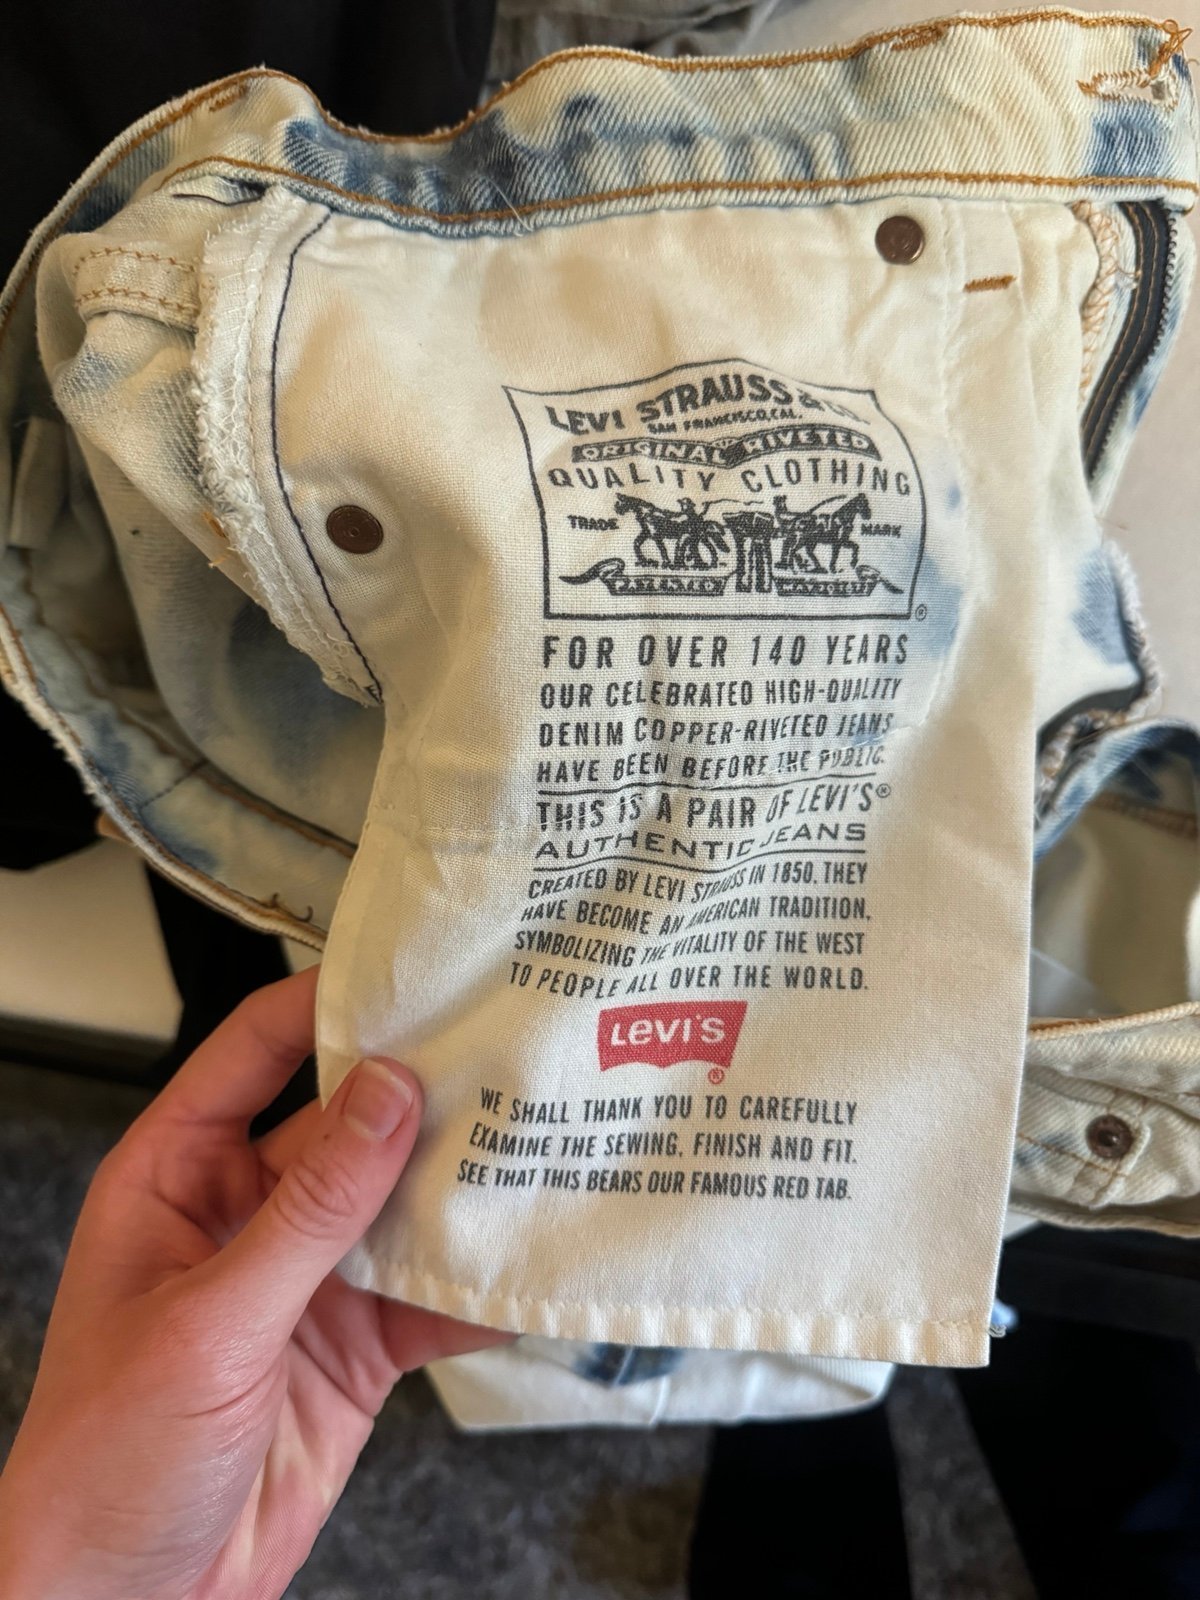 LEVI STRAUSS &
SAN FRANCISCO, CAL.
ORIGINAL RIVETED
QUALITY CLOTHING
TRADE MARK
®
FOR OVER 140 YEARS
OUR CELEBRATED HIGH-QUALITY
DENIM COPPER-RIVETED JEANS
HAVE BEEN BEFORE THE PUBLIC.
THIS IS A PAIR OF LEVI'S®
AUTHENTIC JEANS
CREATED BY LEVI STRAUSS IN 1850, THEY
HAVE BECOME AN AMERICAN TRADITION,
SYMBOLIZING THE VITALITY OF THE WEST
TO PEOPLE ALL OVER THE WORLD.
LEVI'S
®
WE SHALL THANK YOU TO CAREFULLY
EXAMINE THE SEWING, FINISH AND FIT.
SEE THAT THIS BEARS OUR FAMOUS RED TAB.